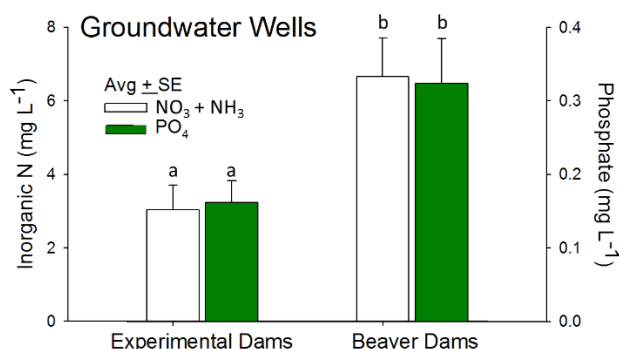 Groundwater Wells
Avg ± SE
NO₃ + NH₃
PO₄
a
a
b
b
8
6
4
2
0
Inorganic N (mg L⁻¹)
0.4
0.3
0.2
0.1
0.0
Phosphate (mg L⁻¹)
Experimental Dams
Beaver Dams